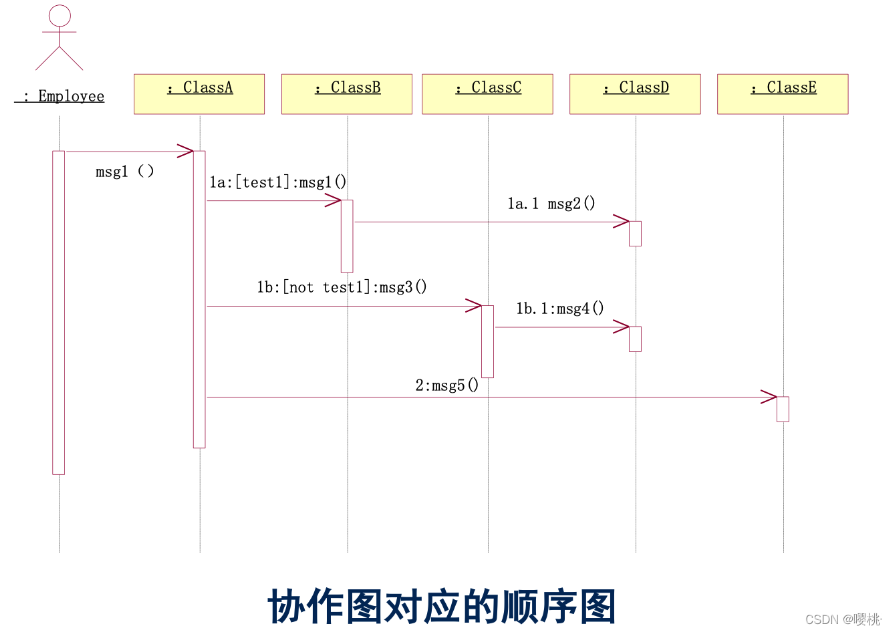 : Employee
: ClassA
: ClassB
: ClassC
: ClassD
: ClassE
msg1 ()
1a:[test1]:msg1()
1a.1 msg2()
1b:[not test1]:msg3()
1b.1:msg4()
2:msg5()
协作图对应的顺序图
CSDN @嘤桃